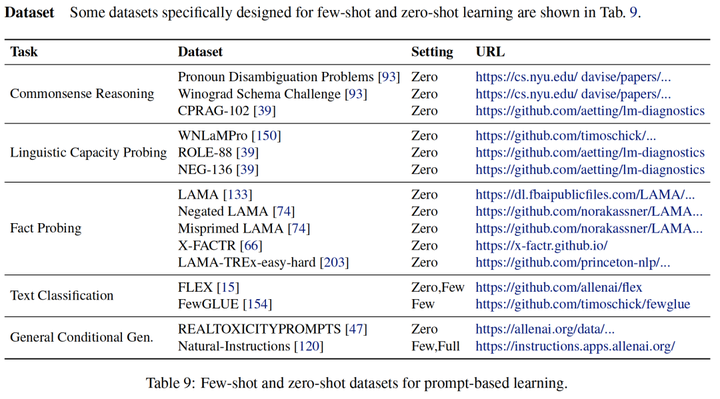 Dataset Some datasets specifically designed for few-shot and zero-shot learning are shown in Tab. 9.
Task Dataset Setting URL
Commonsense Reasoning
Pronoun Disambiguation Problems [93] Zero https://cs.nyu.edu/ davise/papers/...
Winograd Schema Challenge [93] Zero https://cs.nyu.edu/ davise/papers/...
CPRAG-102 [39] Zero https://github.com/aetting/lm-diagnostics
Linguistic Capacity Probing
WNLaMPro [150] Zero https://github.com/timoschick/...
ROLE-88 [39] Zero https://github.com/aetting/lm-diagnostics
NEG-136 [39] Zero https://github.com/aetting/lm-diagnostics
Fact Probing
LAMA [133] Zero https://dl.fbaipublicfiles.com/LAMA/...
Negated LAMA [74] Zero https://github.com/norakassner/LAMA...
Misprimed LAMA [74] Zero https://github.com/norakassner/LAMA...
X-FACTR [66] Zero https://x-factr.github.io/
LAMA-TREx-easy-hard [203] Zero https://github.com/princeton-nlp/...
Text Classification
FLEX [15] Zero,Few https://github.com/allenai/flex
FewGLUE [154] Few https://github.com/timoschick/fewglue
General Conditional Gen.
REALTOXICITYPROMPTS [47] Zero https://allenai.org/data/...
Natural-Instructions [120] Few,Full https://instructions.apps.allenai.org/
Table 9: Few-shot and zero-shot datasets for prompt-based learning.